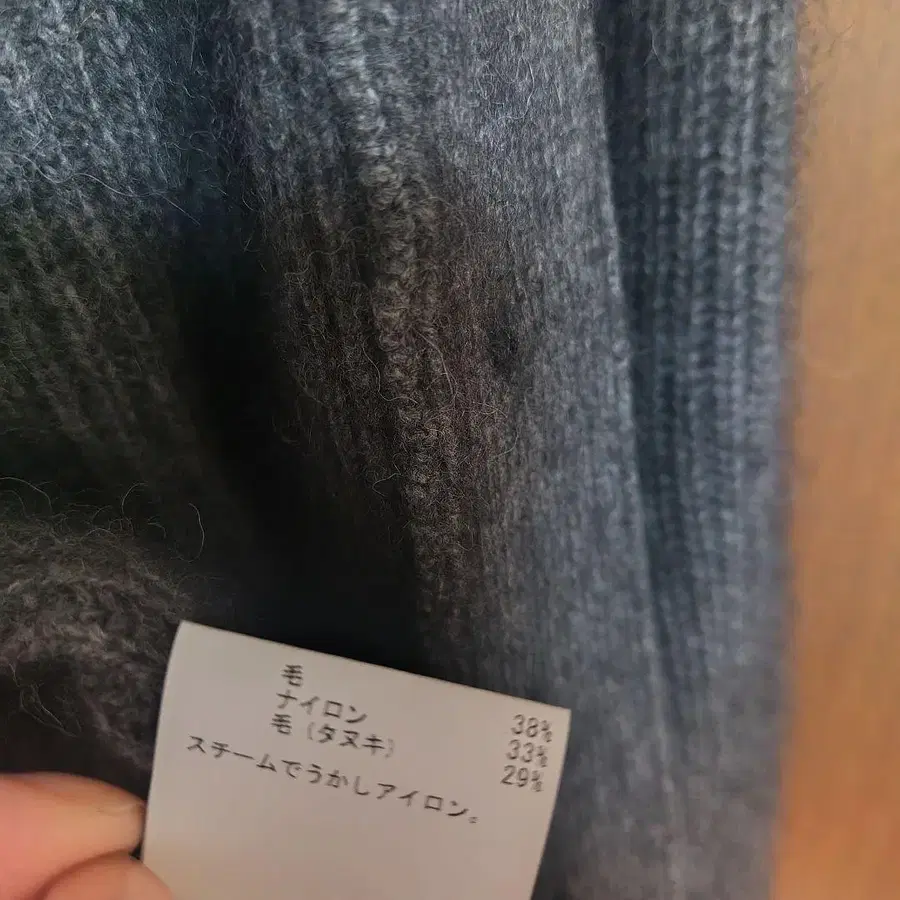 毛 38%
ナイロン 33%
毛（タヌキ） 29%
スチームでうかしアイロン。